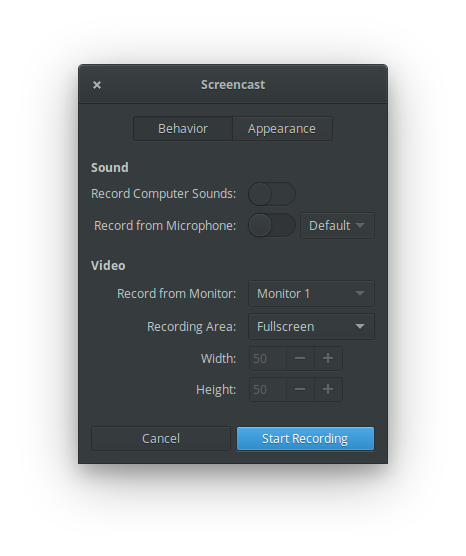 Screencast
Behavior Appearance
Sound
Record Computer Sounds:
Record from Microphone: Default
Video
Record from Monitor: Monitor 1
Recording Area: Fullscreen
Width: 50
Height: 50
Cancel Start Recording